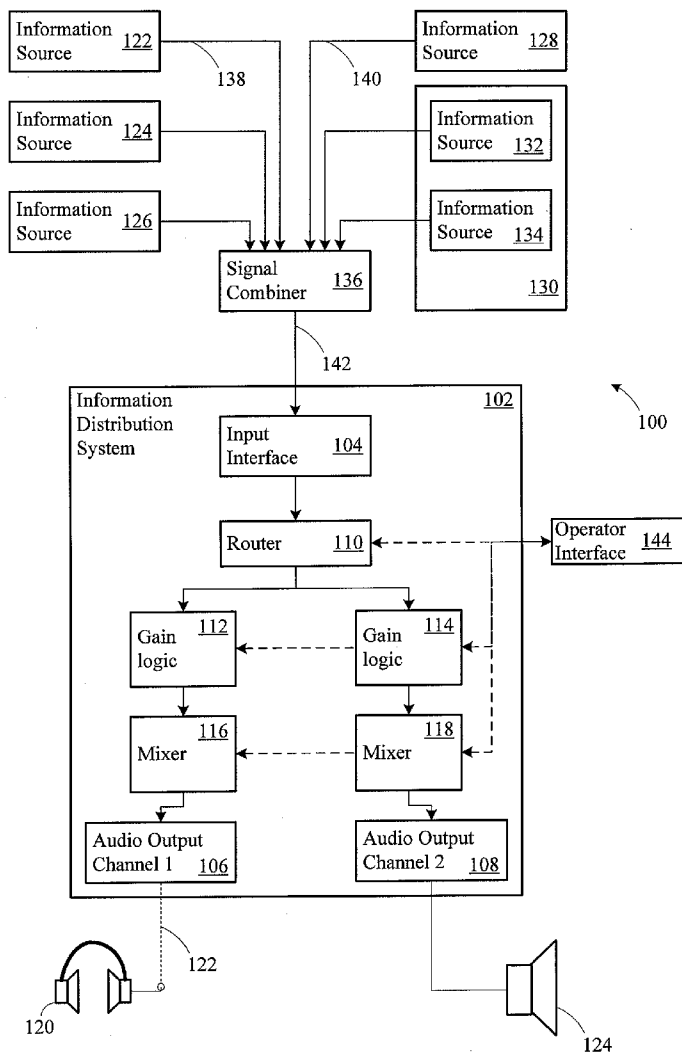 Information
Source 122
138
140
Information
Source 128
Information
Source 124
Information
Source 132
Information
Source 126
Information
Source 134
130
Signal
Combiner 136
142
Information
Distribution
System
102
100
Input
Interface 104
Router 110
Operator
Interface 144
112
Gain
logic
114
Gain
logic
116
Mixer
118
Mixer
Audio Output
Channel 1 106
Audio Output
Channel 2 108
122
120
124